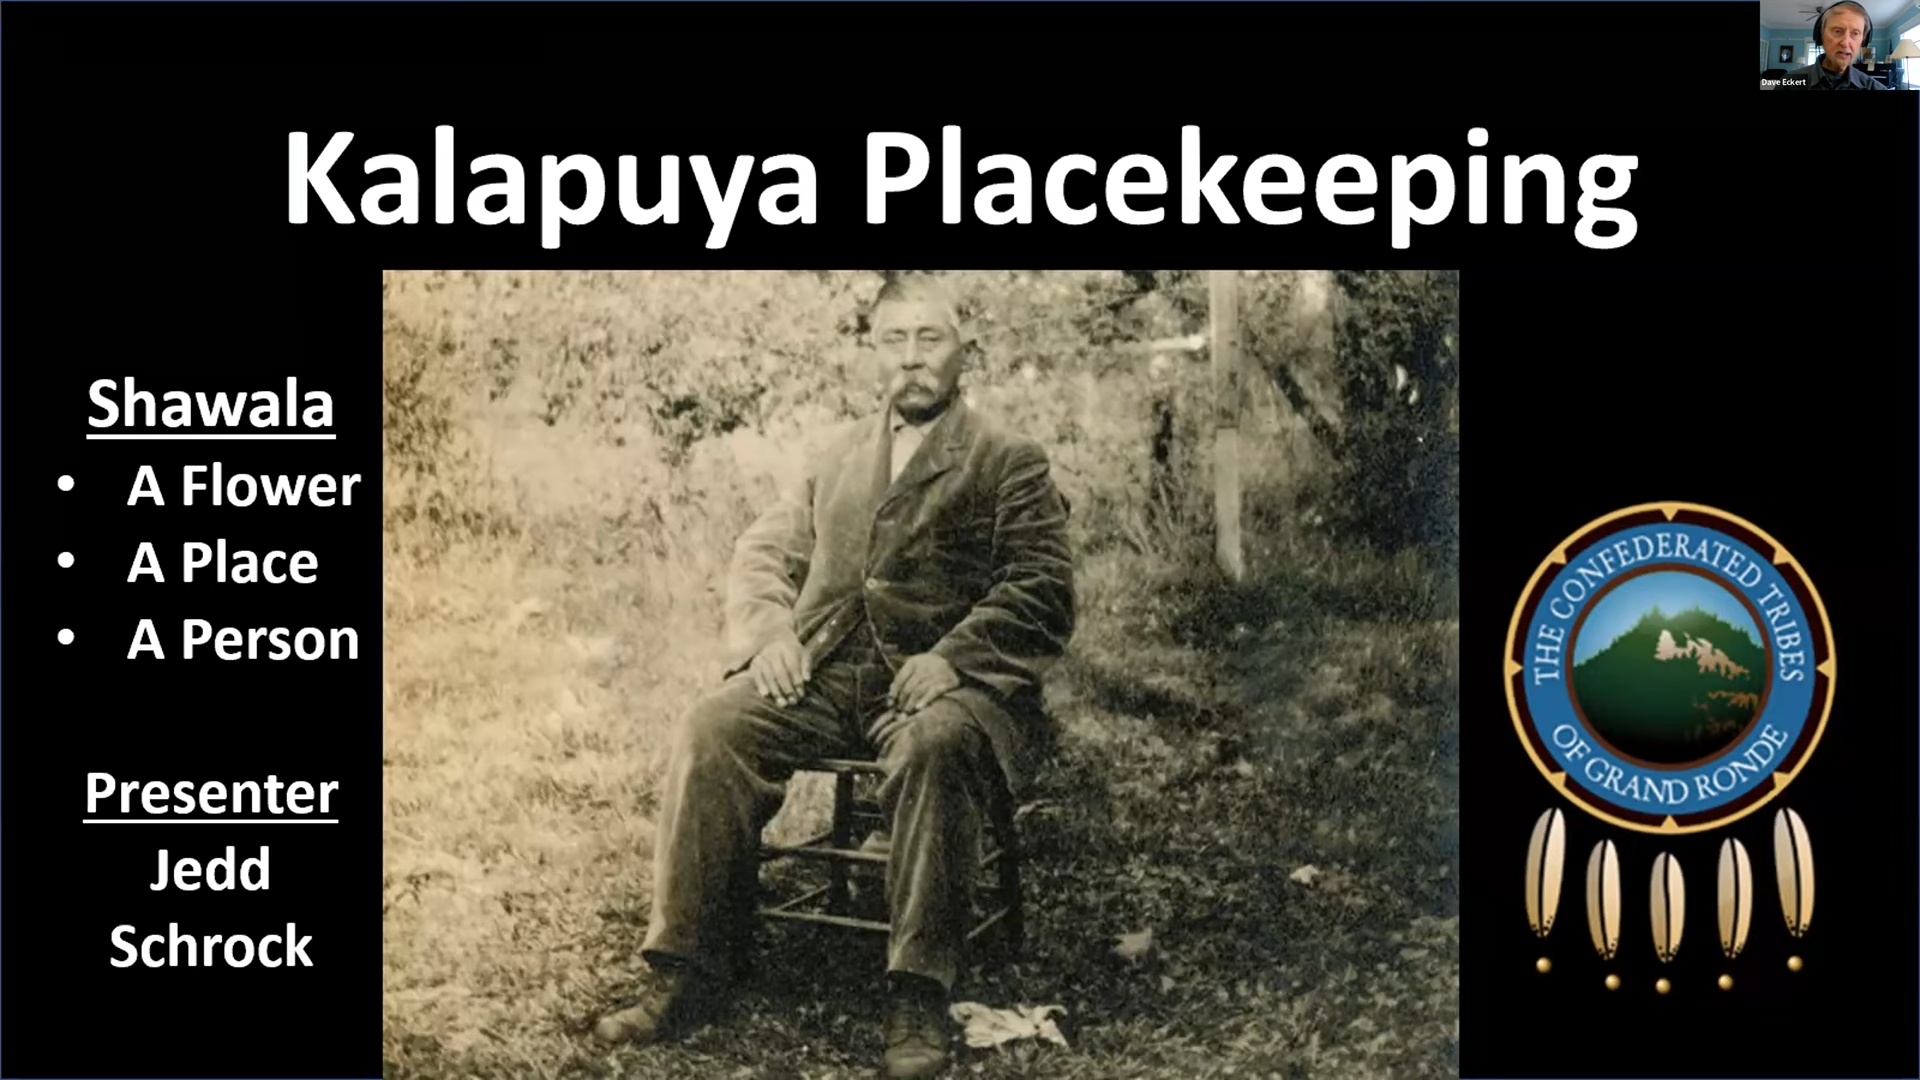 Dave Eckert
Kalapuya Placekeeping
Shawala
• A Flower
• A Place
• A Person
Presenter
Jedd
Schrock
THE CONFEDERATED TRIBES
OF GRAND RONDE